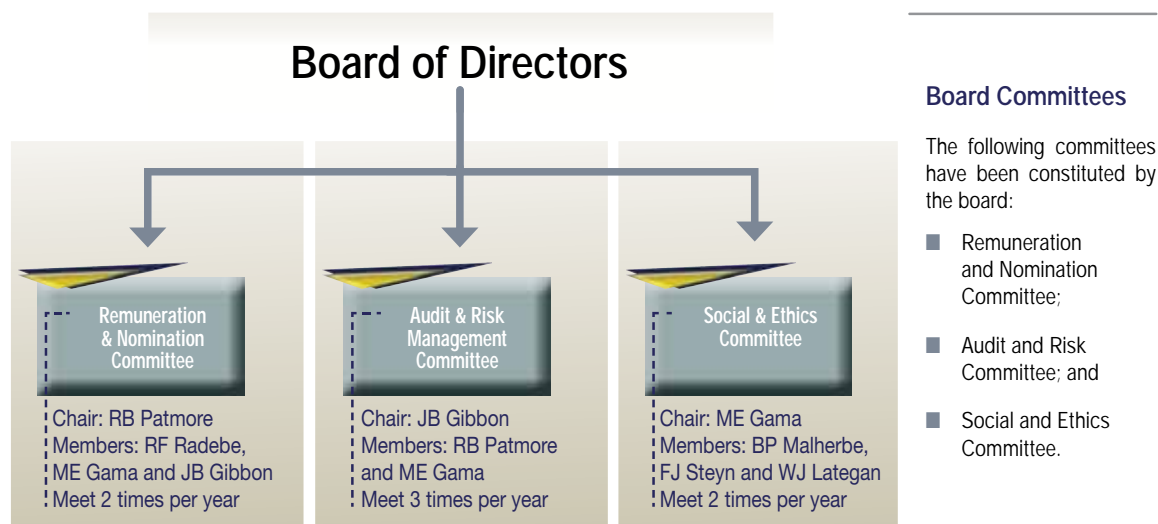 Board of Directors
Remuneration
& Nomination
Committee
Chair: RB Patmore
Members: RF Radebe,
ME Gama and JB Gibbon
Meet 2 times per year
Audit & Risk
Management
Committee
Chair: JB Gibbon
Members: RB Patmore
and ME Gama
Meet 3 times per year
Social & Ethics
Committee
Chair: ME Gama
Members: BP Malherbe,
FJ Steyn and WJ Lategan
Meet 2 times per year
Board Committees
The following committees
have been constituted by
the board:
Remuneration
and Nomination
Committee;
Audit and Risk
Committee; and
Social and Ethics
Committee.